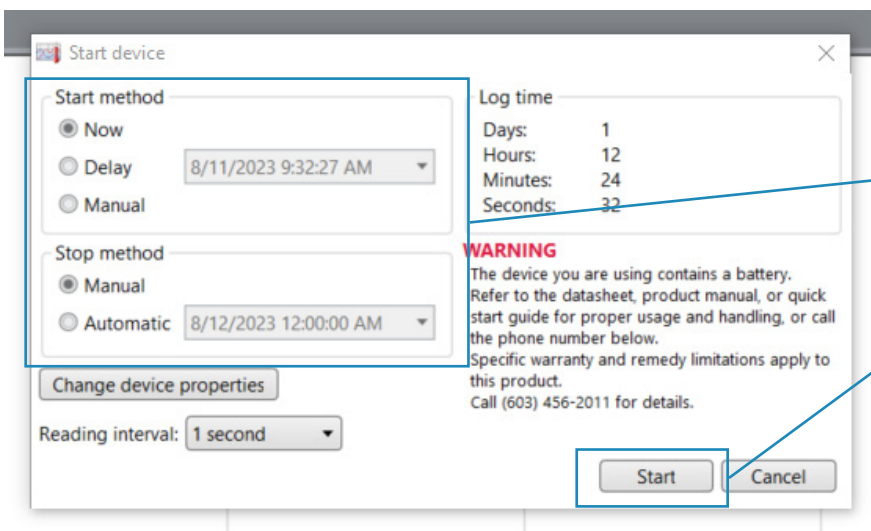 Start device
Start method
Now
Delay 8/11/2023 9:32:27 AM
Manual
Stop method
Manual
Automatic 8/12/2023 12:00:00 AM
Change device properties
Reading interval: 1 second
Log time
Days: 1
Hours: 12
Minutes: 24
Seconds: 32
WARNING
The device you are using contains a battery.
Refer to the datasheet, product manual, or quick
start guide for proper usage and handling, or call
the phone number below.
Specific warranty and remedy limitations apply to
this product.
Call (603) 456-2011 for details.
Start Cancel